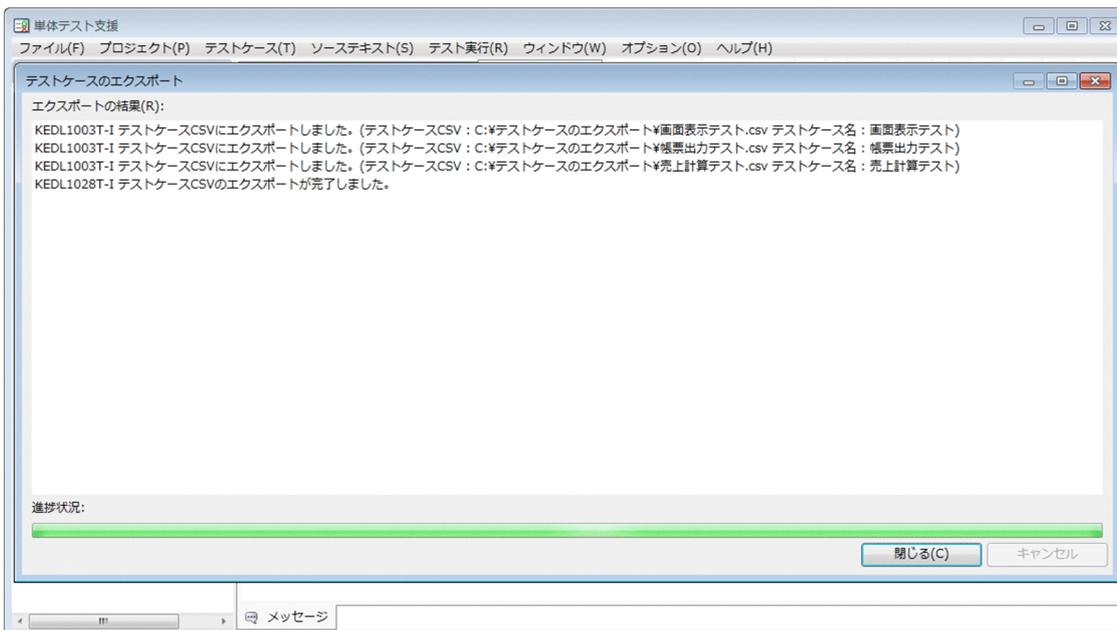 単体テスト支援
ファイル(F) プロジェクト(P) テストケース(T) ソーステキスト(S) テスト実行(R) ウィンドウ(W) オプション(O) ヘルプ(H)
テストケースのエクスポート
エクスポートの結果(R):
KEDL1003T-I テストケースCSVにエクスポートしました。(テストケースCSV : C:¥テストケースのエクスポート¥画面表示テスト.csv テストケース名 : 画面表示テスト)
KEDL1003T-I テストケースCSVにエクスポートしました。(テストケースCSV : C:¥テストケースのエクスポート¥帳票出力テスト.csv テストケース名 : 帳票出力テスト)
KEDL1003T-I テストケースCSVにエクスポートしました。(テストケースCSV : C:¥テストケースのエクスポート¥売上計算テスト.csv テストケース名 : 売上計算テスト)
KEDL1028T-I テストケースCSVのエクスポートが完了しました。
進捗状況:
閉じる(C) キャンセル
メッセージ